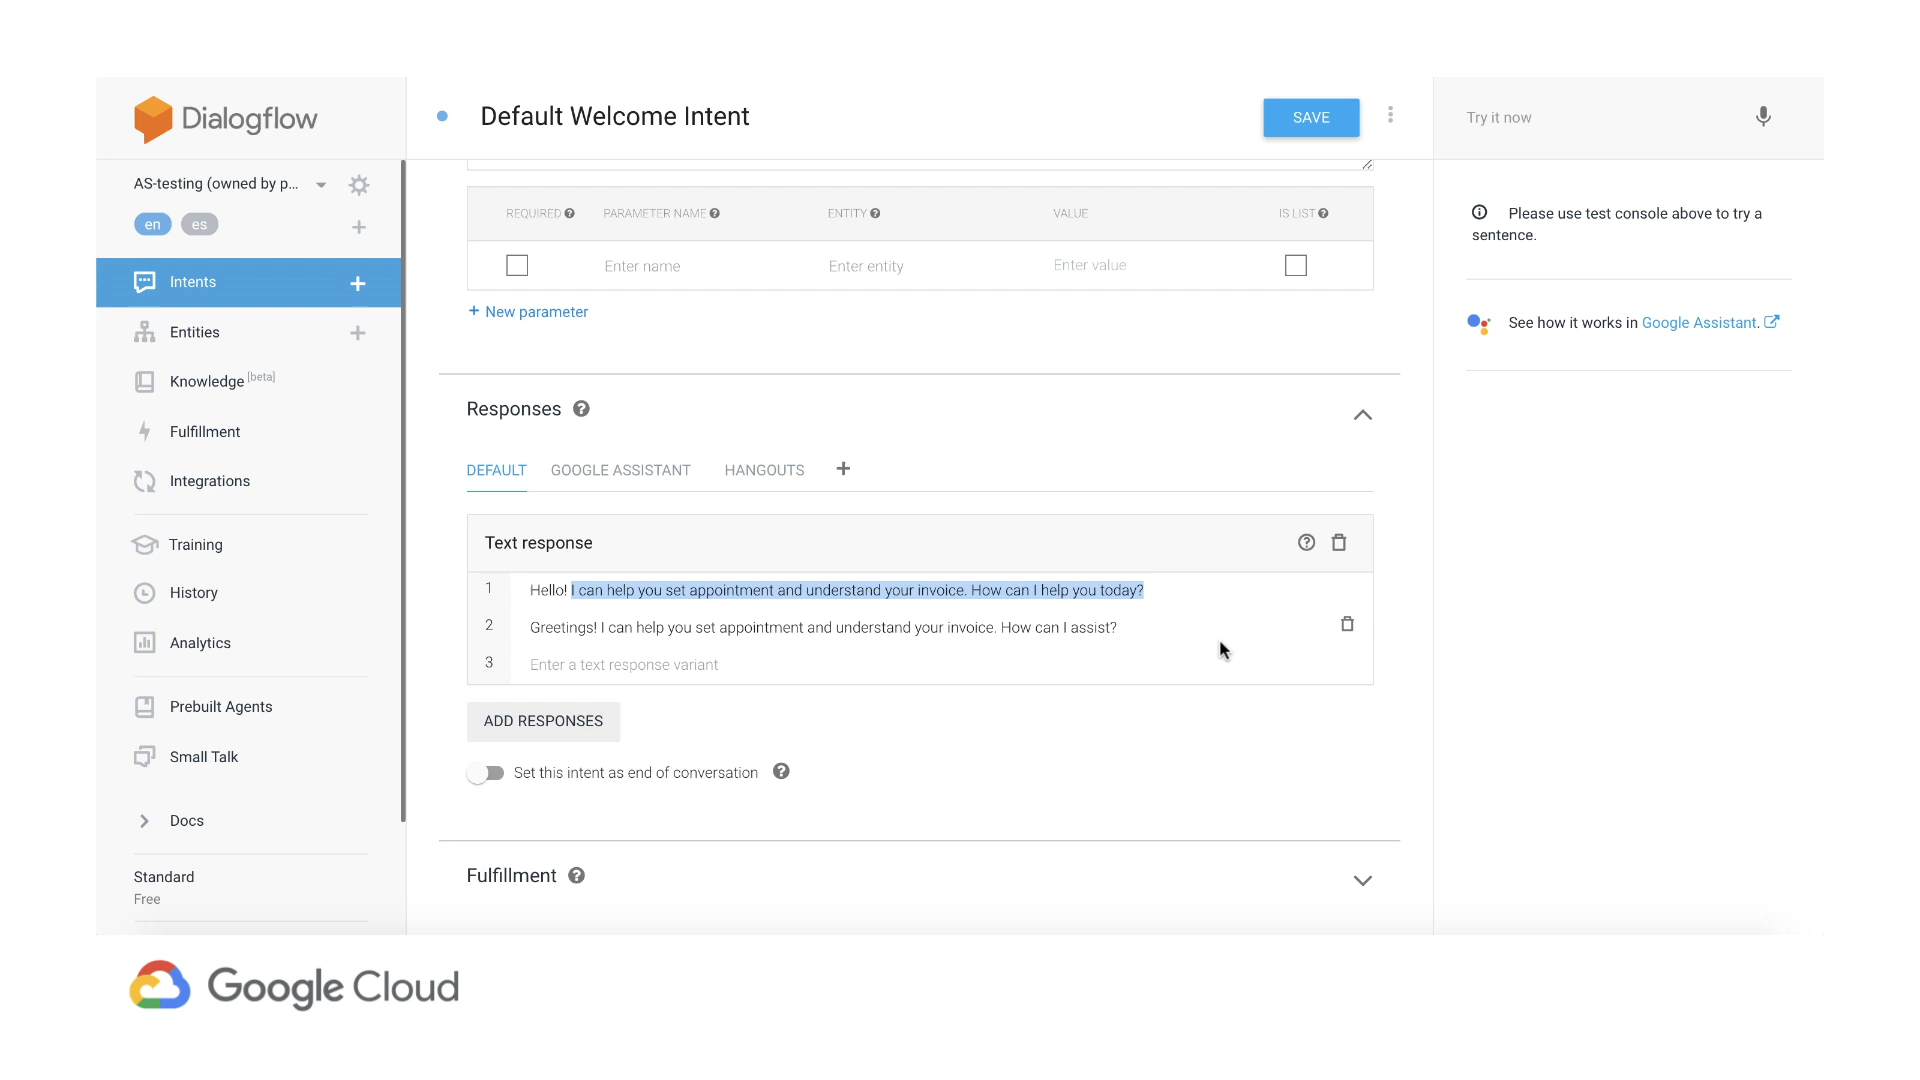 Dialogflow
Default Welcome Intent
SAVE
Try it now
AS-testing (owned by p...
en es
Intents
Entities
Knowledge [beta]
Fulfillment
Integrations
Training
History
Analytics
Prebuilt Agents
Small Talk
Docs
Standard
Free
REQUIRED PARAMETER NAME ENTITY VALUE IS LIST
Enter name Enter entity Enter value
+ New parameter
Responses
DEFAULT GOOGLE ASSISTANT HANGOUTS +
Text response
1 Hello! I can help you set appointment and understand your invoice. How can I help you today?
2 Greetings! I can help you set appointment and understand your invoice. How can I assist?
3 Enter a text response variant
ADD RESPONSES
Set this intent as end of conversation
Fulfillment
Please use test console above to try a
sentence.
See how it works in Google Assistant.
Google Cloud